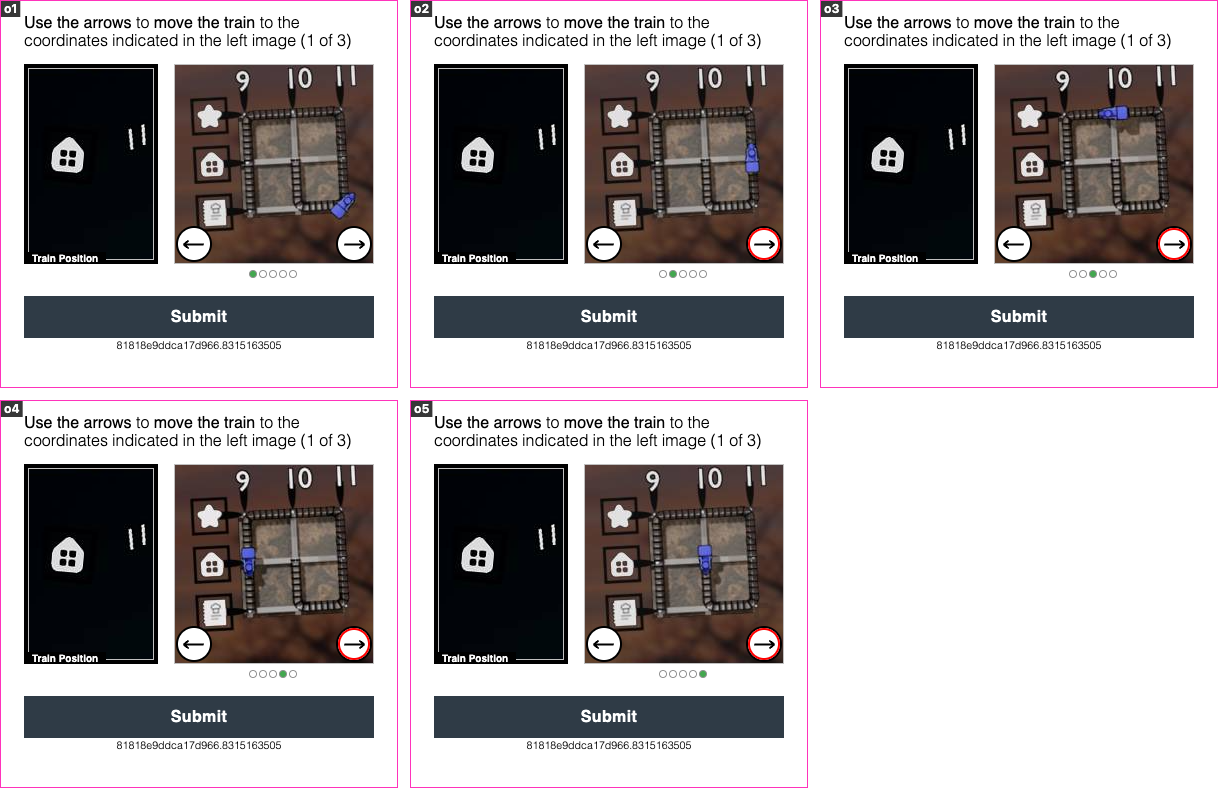 o1
Use the arrows to move the train to the
coordinates indicated in the left image (1 of 3)
11
Train Position
9 10 11
Submit
81818e9ddca17d966.8315163505
o2
Use the arrows to move the train to the
coordinates indicated in the left image (1 of 3)
11
9 10 11
Submit
81818e9ddca17d966.8315163505
o3
Use the arrows to move the train to the
coordinates indicated in the left image (1 of 3)
11
Train Position
9 10 11
Submit
81818e9ddca17d966.8315163505
o4
Use the arrows to move the train to the
coordinates indicated in the left image (1 of 3)
11
Train Position
9 10 11
Submit
81818e9ddca17d966.8315163505
o5
Use the arrows to move the train to the
coordinates indicated in the left image (1 of 3)
11
9 10 11
Submit
81818e9ddca17d966.8315163505